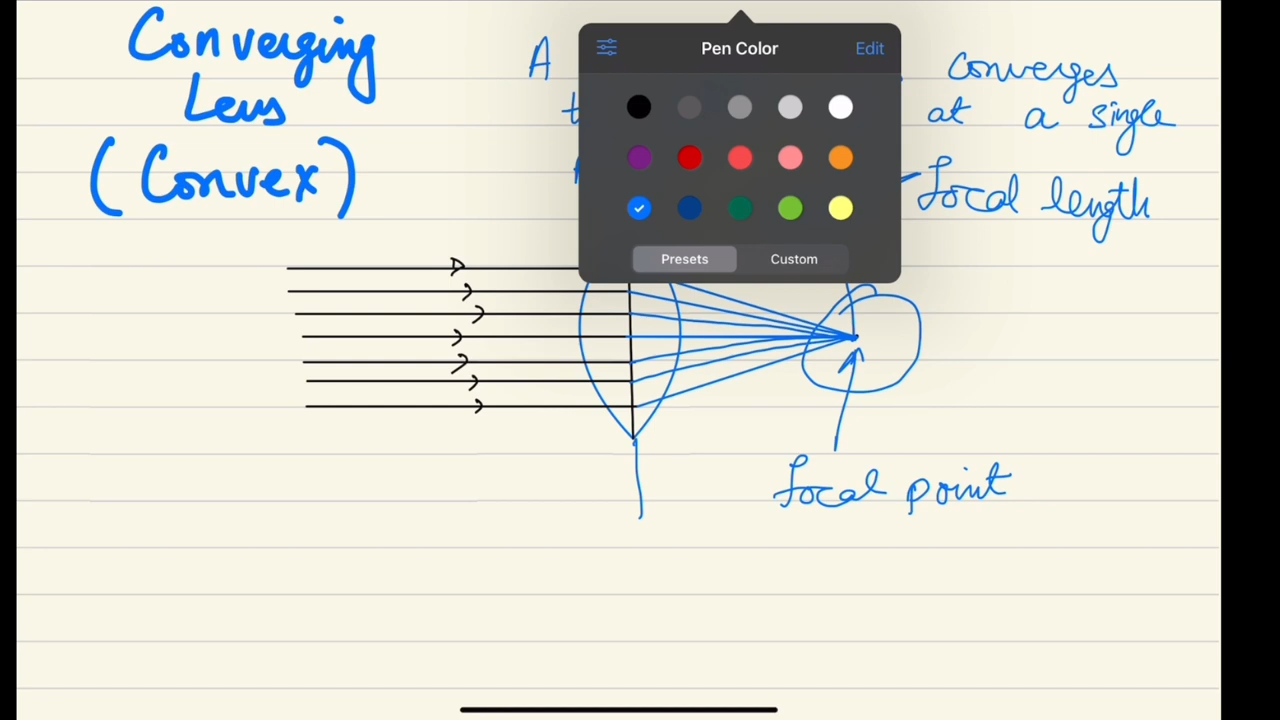 Converging
Lens
(Convex)
A
converges
at a single
focal length
focal point
Pen Color
Edit
Presets
Custom